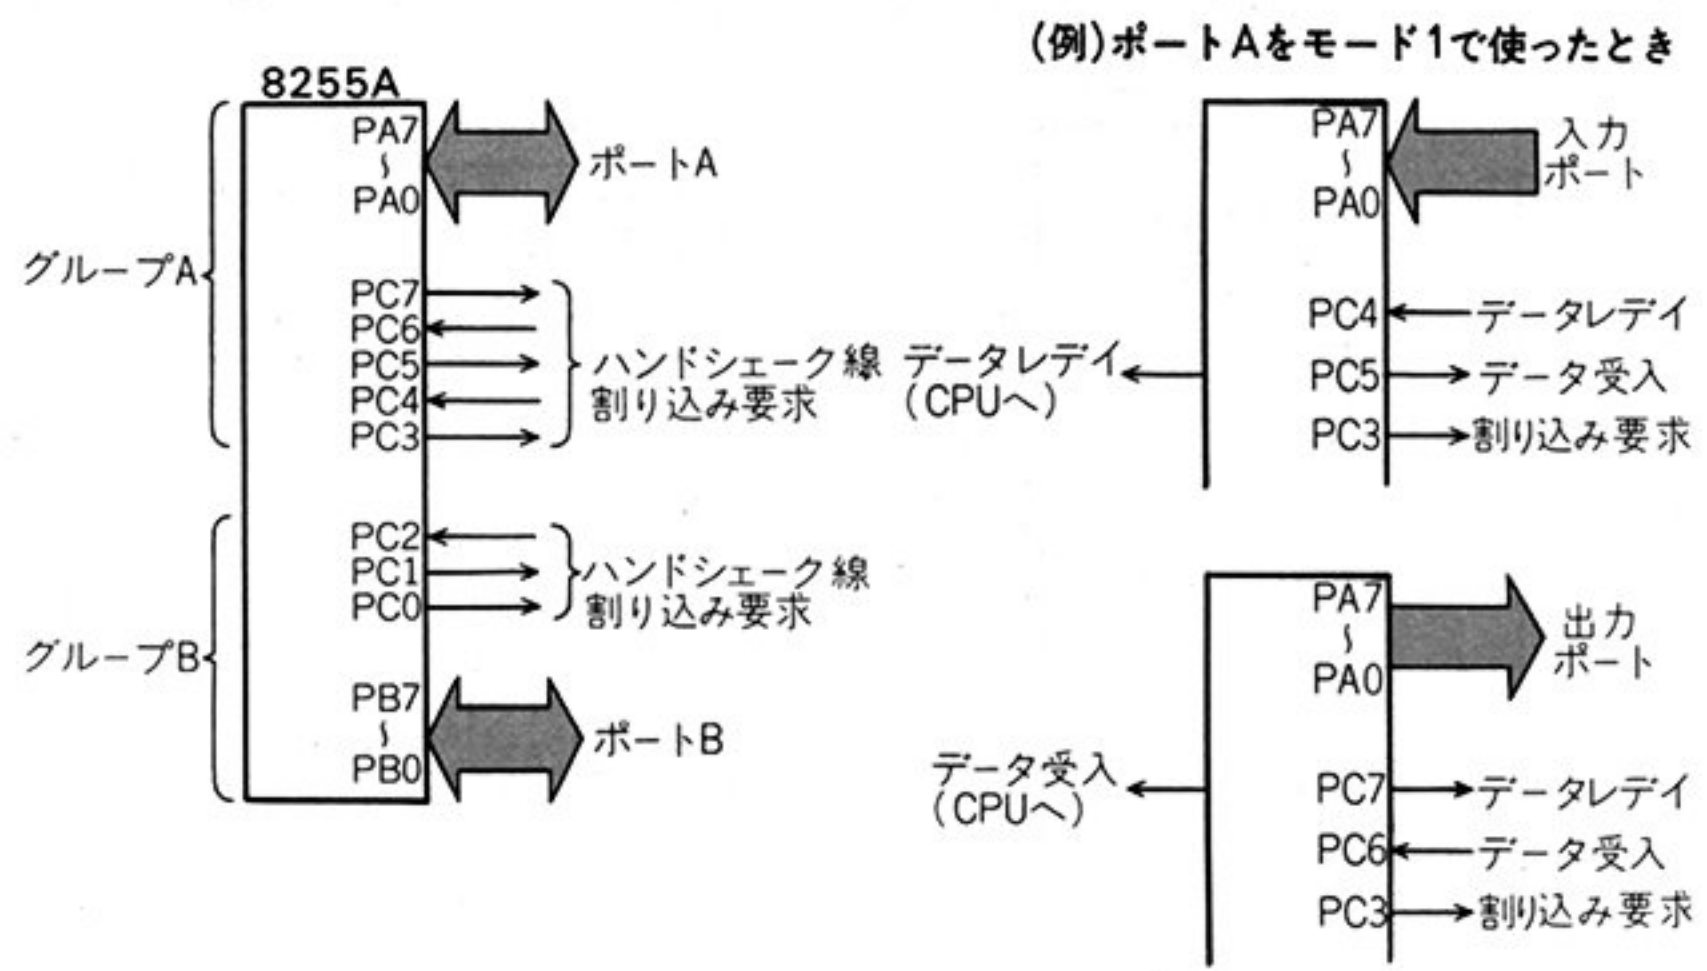 (例)ポートAをモード1で使ったとき
8255A
PA7
~
PA0
ポートA
グループA
PC7
PC6
PC5
PC4
PC3
ハンドシェーク線
割り込み要求
グループB
PC2
PC1
PC0
ハンドシェーク線
割り込み要求
PB7
~
PB0
ポートB
PA7
~
PA0
入力
ポート
データレデイ
(CPUへ)
PC4
データレデイ
PC5
データ受入
PC3
割り込み要求
PA7
~
PA0
出力
ポート
データ受入
(CPUへ)
PC7
データレデイ
PC6
データ受入
PC3
割り込み要求